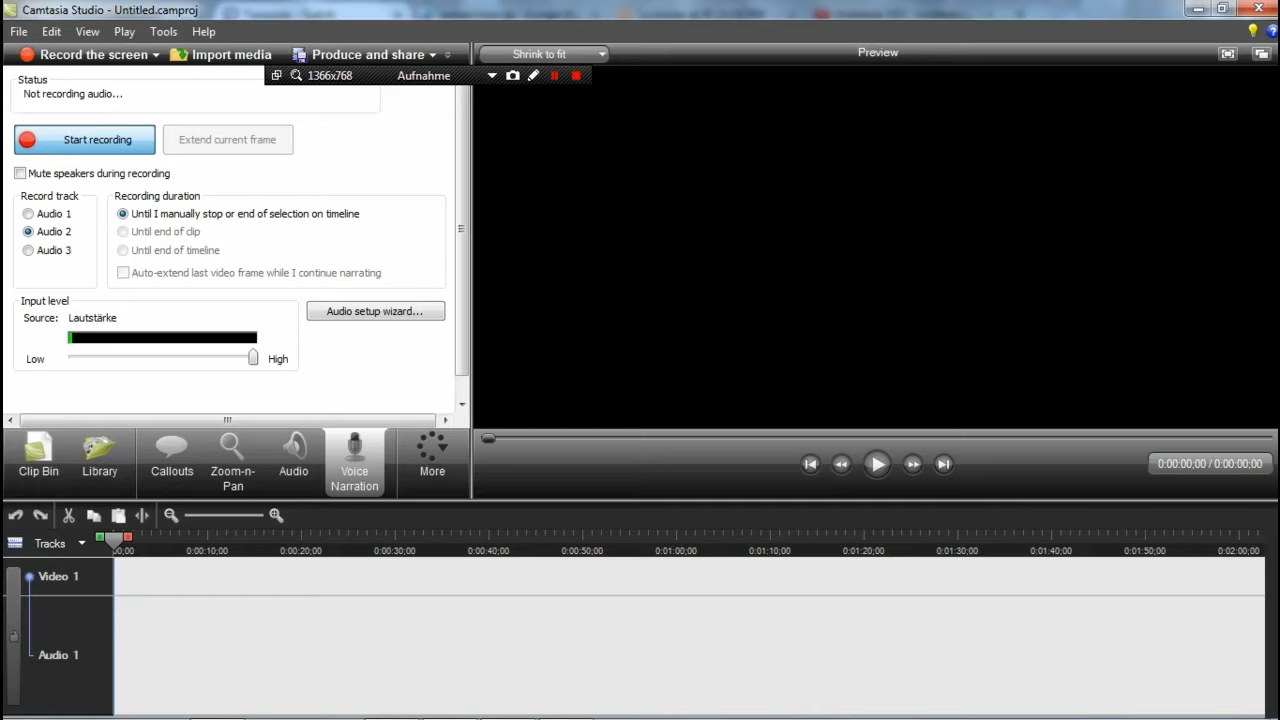 Camtasia Studio - Untitled.camproj
File Edit View Play Tools Help
Record the screen Import media Produce and share Shrink to fit Preview
1366x768 Aufnahme
Status
Not recording audio...
Start recording Extend current frame
Mute speakers during recording
Record track Recording duration
Audio 1 Until I manually stop or end of selection on timeline
Audio 2 Until end of clip
Audio 3 Until end of timeline
Auto-extend last video frame while I continue narrating
Input level
Source: Lautstärke Audio setup wizard...
Low High
Clip Bin Library Callouts Zoom-n-Pan Audio Voice Narration More
0:00:00;00 / 0:00:00;00
Tracks 00;00 0:00:10;00 0:00:20;00 0:00:30;00 0:00:40;00 0:00:50;00 0:01:00;00 0:01:10;00 0:01:20;00 0:01:30;00 0:01:40;00 0:01:50;00 0:02:00;00
Video 1
Audio 1